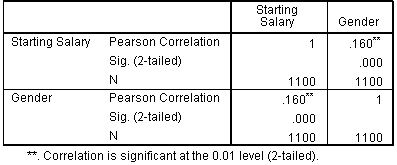 Starting Salary Gender
Starting Salary Pearson Correlation 1 .160**
Sig. (2-tailed) .000
N 1100 1100
Gender Pearson Correlation .160** 1
Sig. (2-tailed) .000
N 1100 1100
**. Correlation is significant at the 0.01 level (2-tailed).